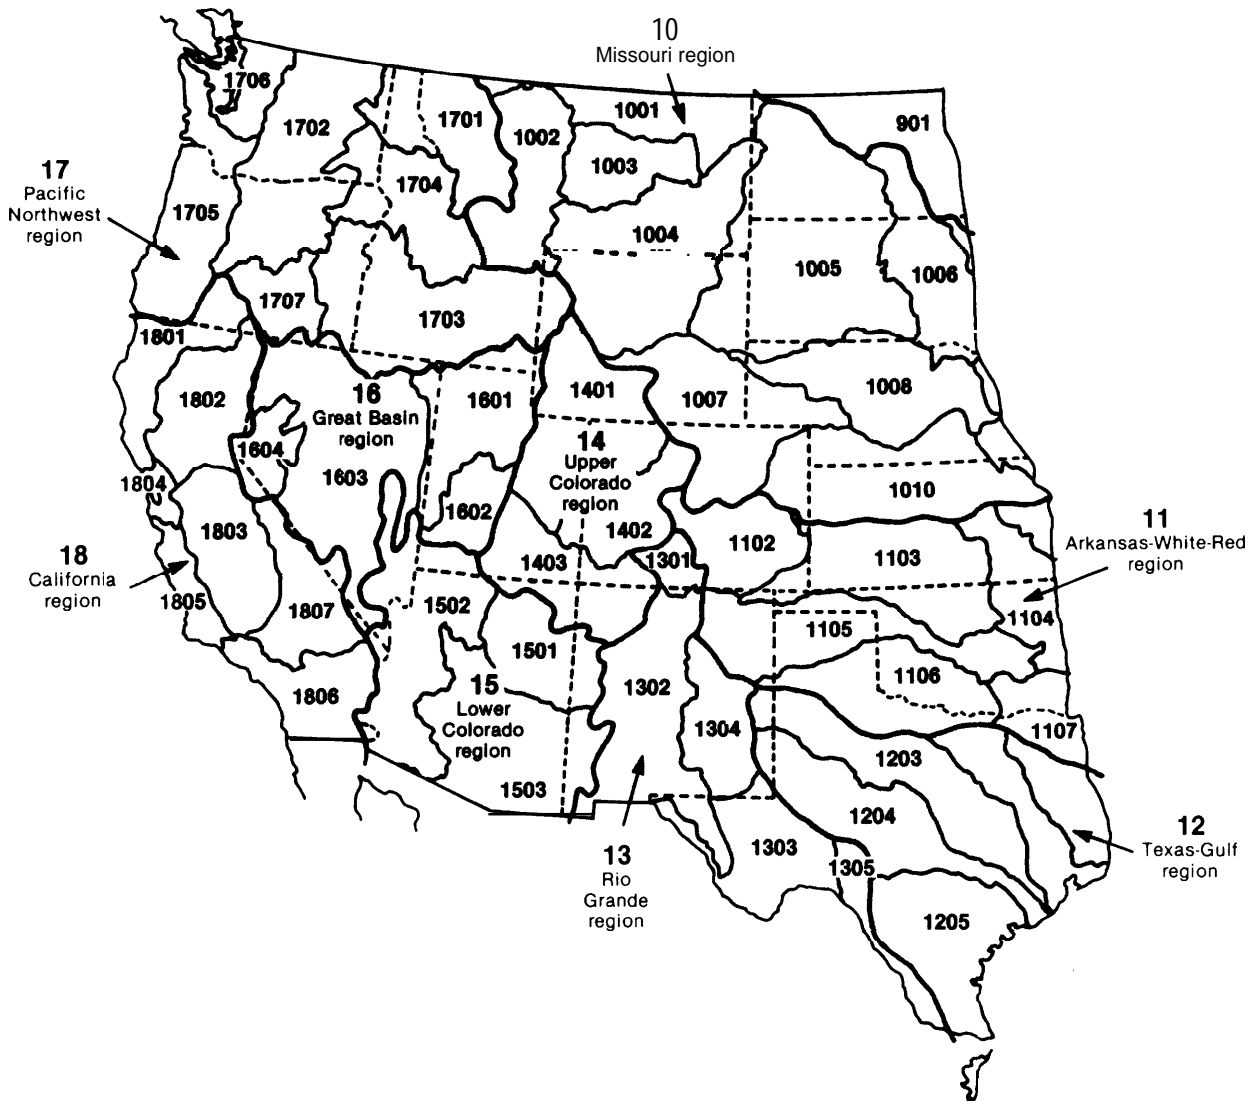 10
Missouri region
1706
1702
1701
1002
1001
1003
901
17
Pacific
Northwest
region
1704
1705
1004
1005
1006
1707
1703
1801
16
Great Basin
region
1802
1601
1401
1007
1008
14
Upper
Colorado
region
1604
1603
1804
1602
1010
1803
1402
1102
1103
11
Arkansas-White-Red
region
18
California
region
1403
1301
1805
1807
1502
1105
1104
1501
1106
15
Lower
Colorado
region
1806
1302
1304
1107
1203
1503
1204
12
Texas-Gulf
region
13
Rio
Grande
region
1303
1305
1205